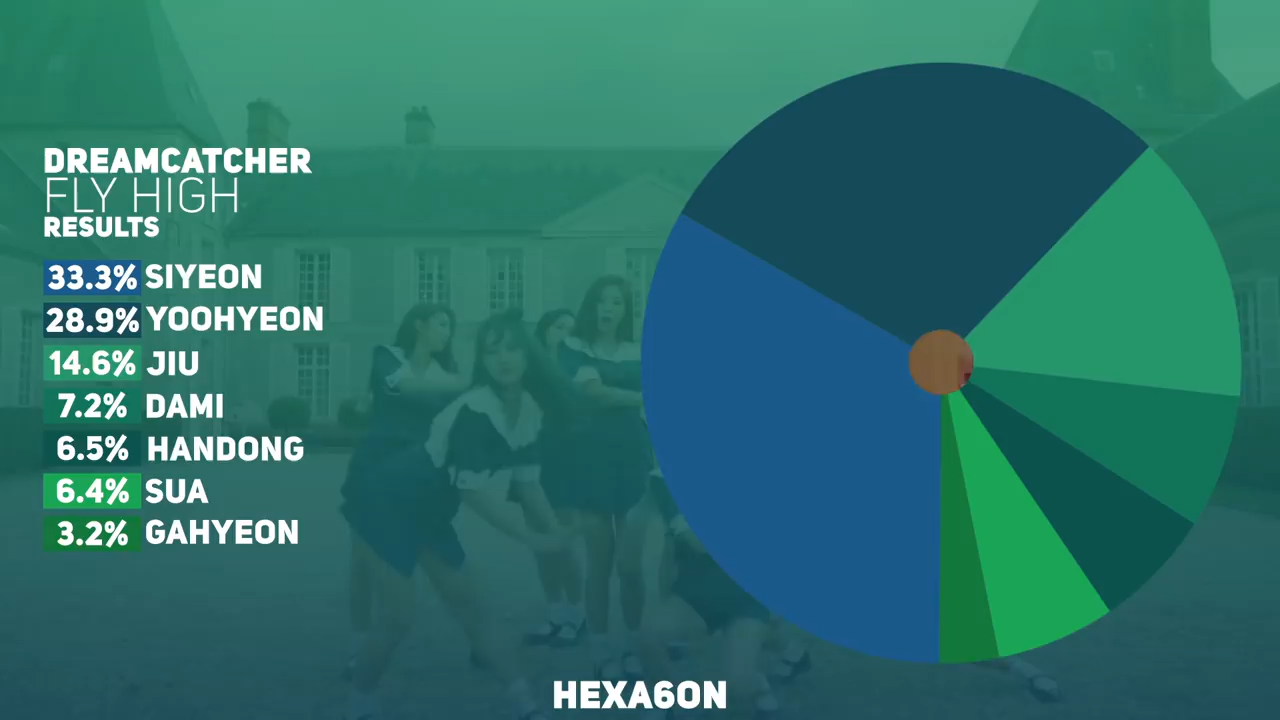 DREAMCATCHER
FLY HIGH
RESULTS
33.3% SIYEON
28.9% YOOHYEON
14.6% JIU
7.2% DAMI
6.5% HANDONG
6.4% SUA
3.2% GAHYEON
HEXA6ON